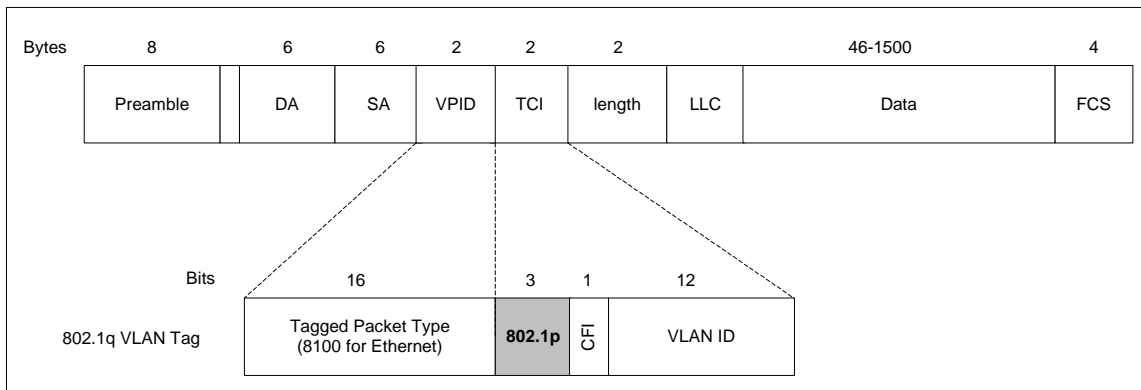 Bytes 8 6 6 2 2 2 46-1500 4
Preamble DA SA VPID TCI length LLC Data FCS
Bits 16 3 1 12
802.1q VLAN Tag
Tagged Packet Type
(8100 for Ethernet)
802.1p
CFI
VLAN ID